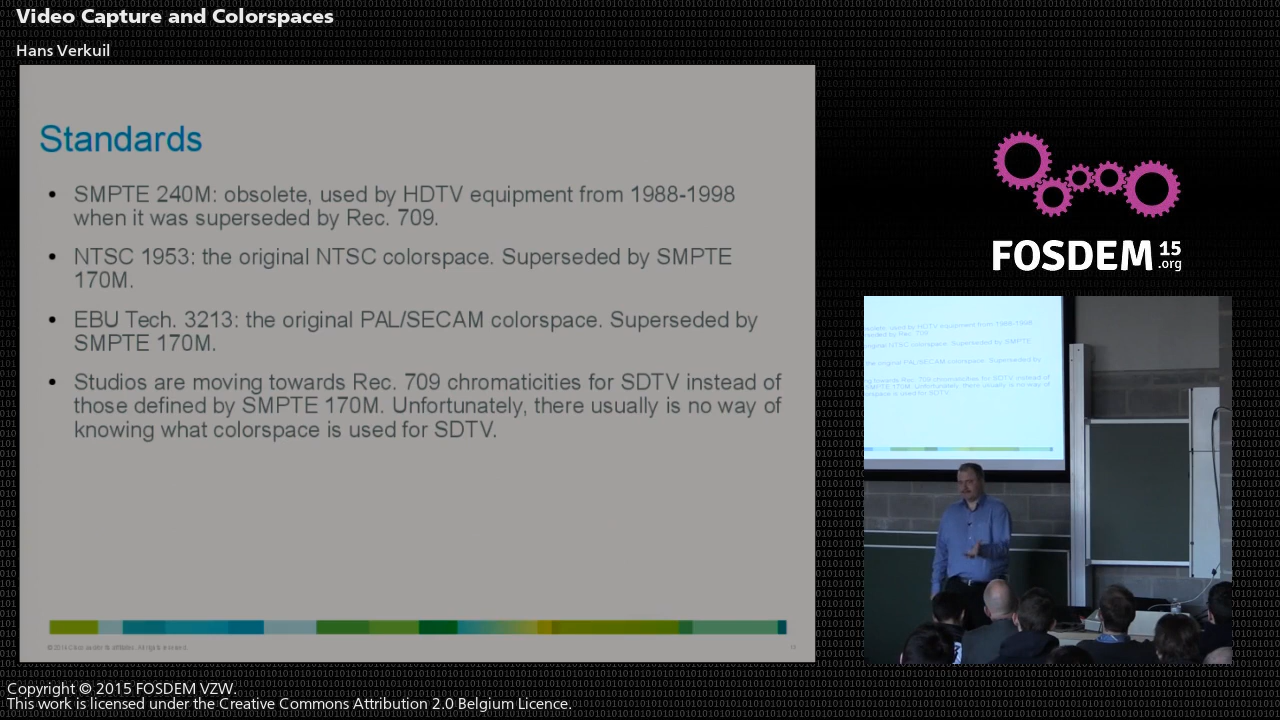 Video Capture and Colorspaces
Hans Verkuil
Standards
• SMPTE 240M: obsolete, used by HDTV equipment from 1988-1998
when it was superseded by Rec. 709.
• NTSC 1953: the original NTSC colorspace. Superseded by SMPTE
170M.
• EBU Tech. 3213: the original PAL/SECAM colorspace. Superseded by
SMPTE 170M.
• Studios are moving towards Rec. 709 chromaticities for SDTV instead of
those defined by SMPTE 170M. Unfortunately, there usually is no way of
knowing what colorspace is used for SDTV.
FOSDEM 15
.org
Copyright © 2015 FOSDEM VZW.
This work is licensed under the Creative Commons Attribution 2.0 Belgium Licence.